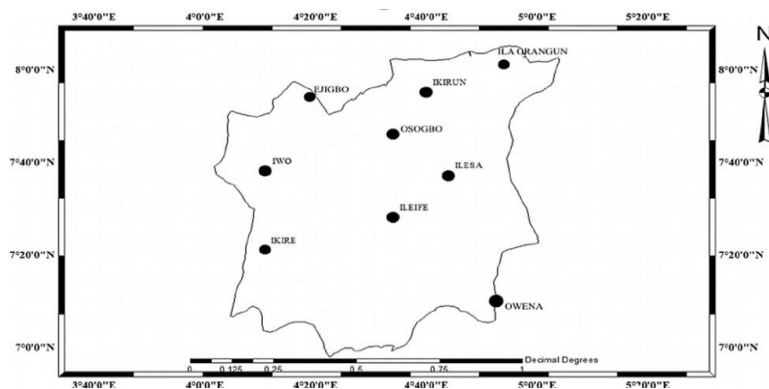 3°40'0"E 4°0'0"E 4°20'0"E 4°40'0"E 5°0'0"E 5°20'0"E
N
8°0'0"N 8°0'0"N
ILA ORANGUN
EJIGBO
IKIRUN
OSOGBO
7°40'0"N 7°40'0"N
IWO
ILESA
ILEIFE
7°20'0"N 7°20'0"N
IKIRE
OWENA
7°0'0"N 7°0'0"N
Decimal Degrees
0 0.125 0.25 0.5 0.75 1
3°40'0"E 4°0'0"E 4°20'0"E 4°40'0"E 5°0'0"E 5°20'0"E